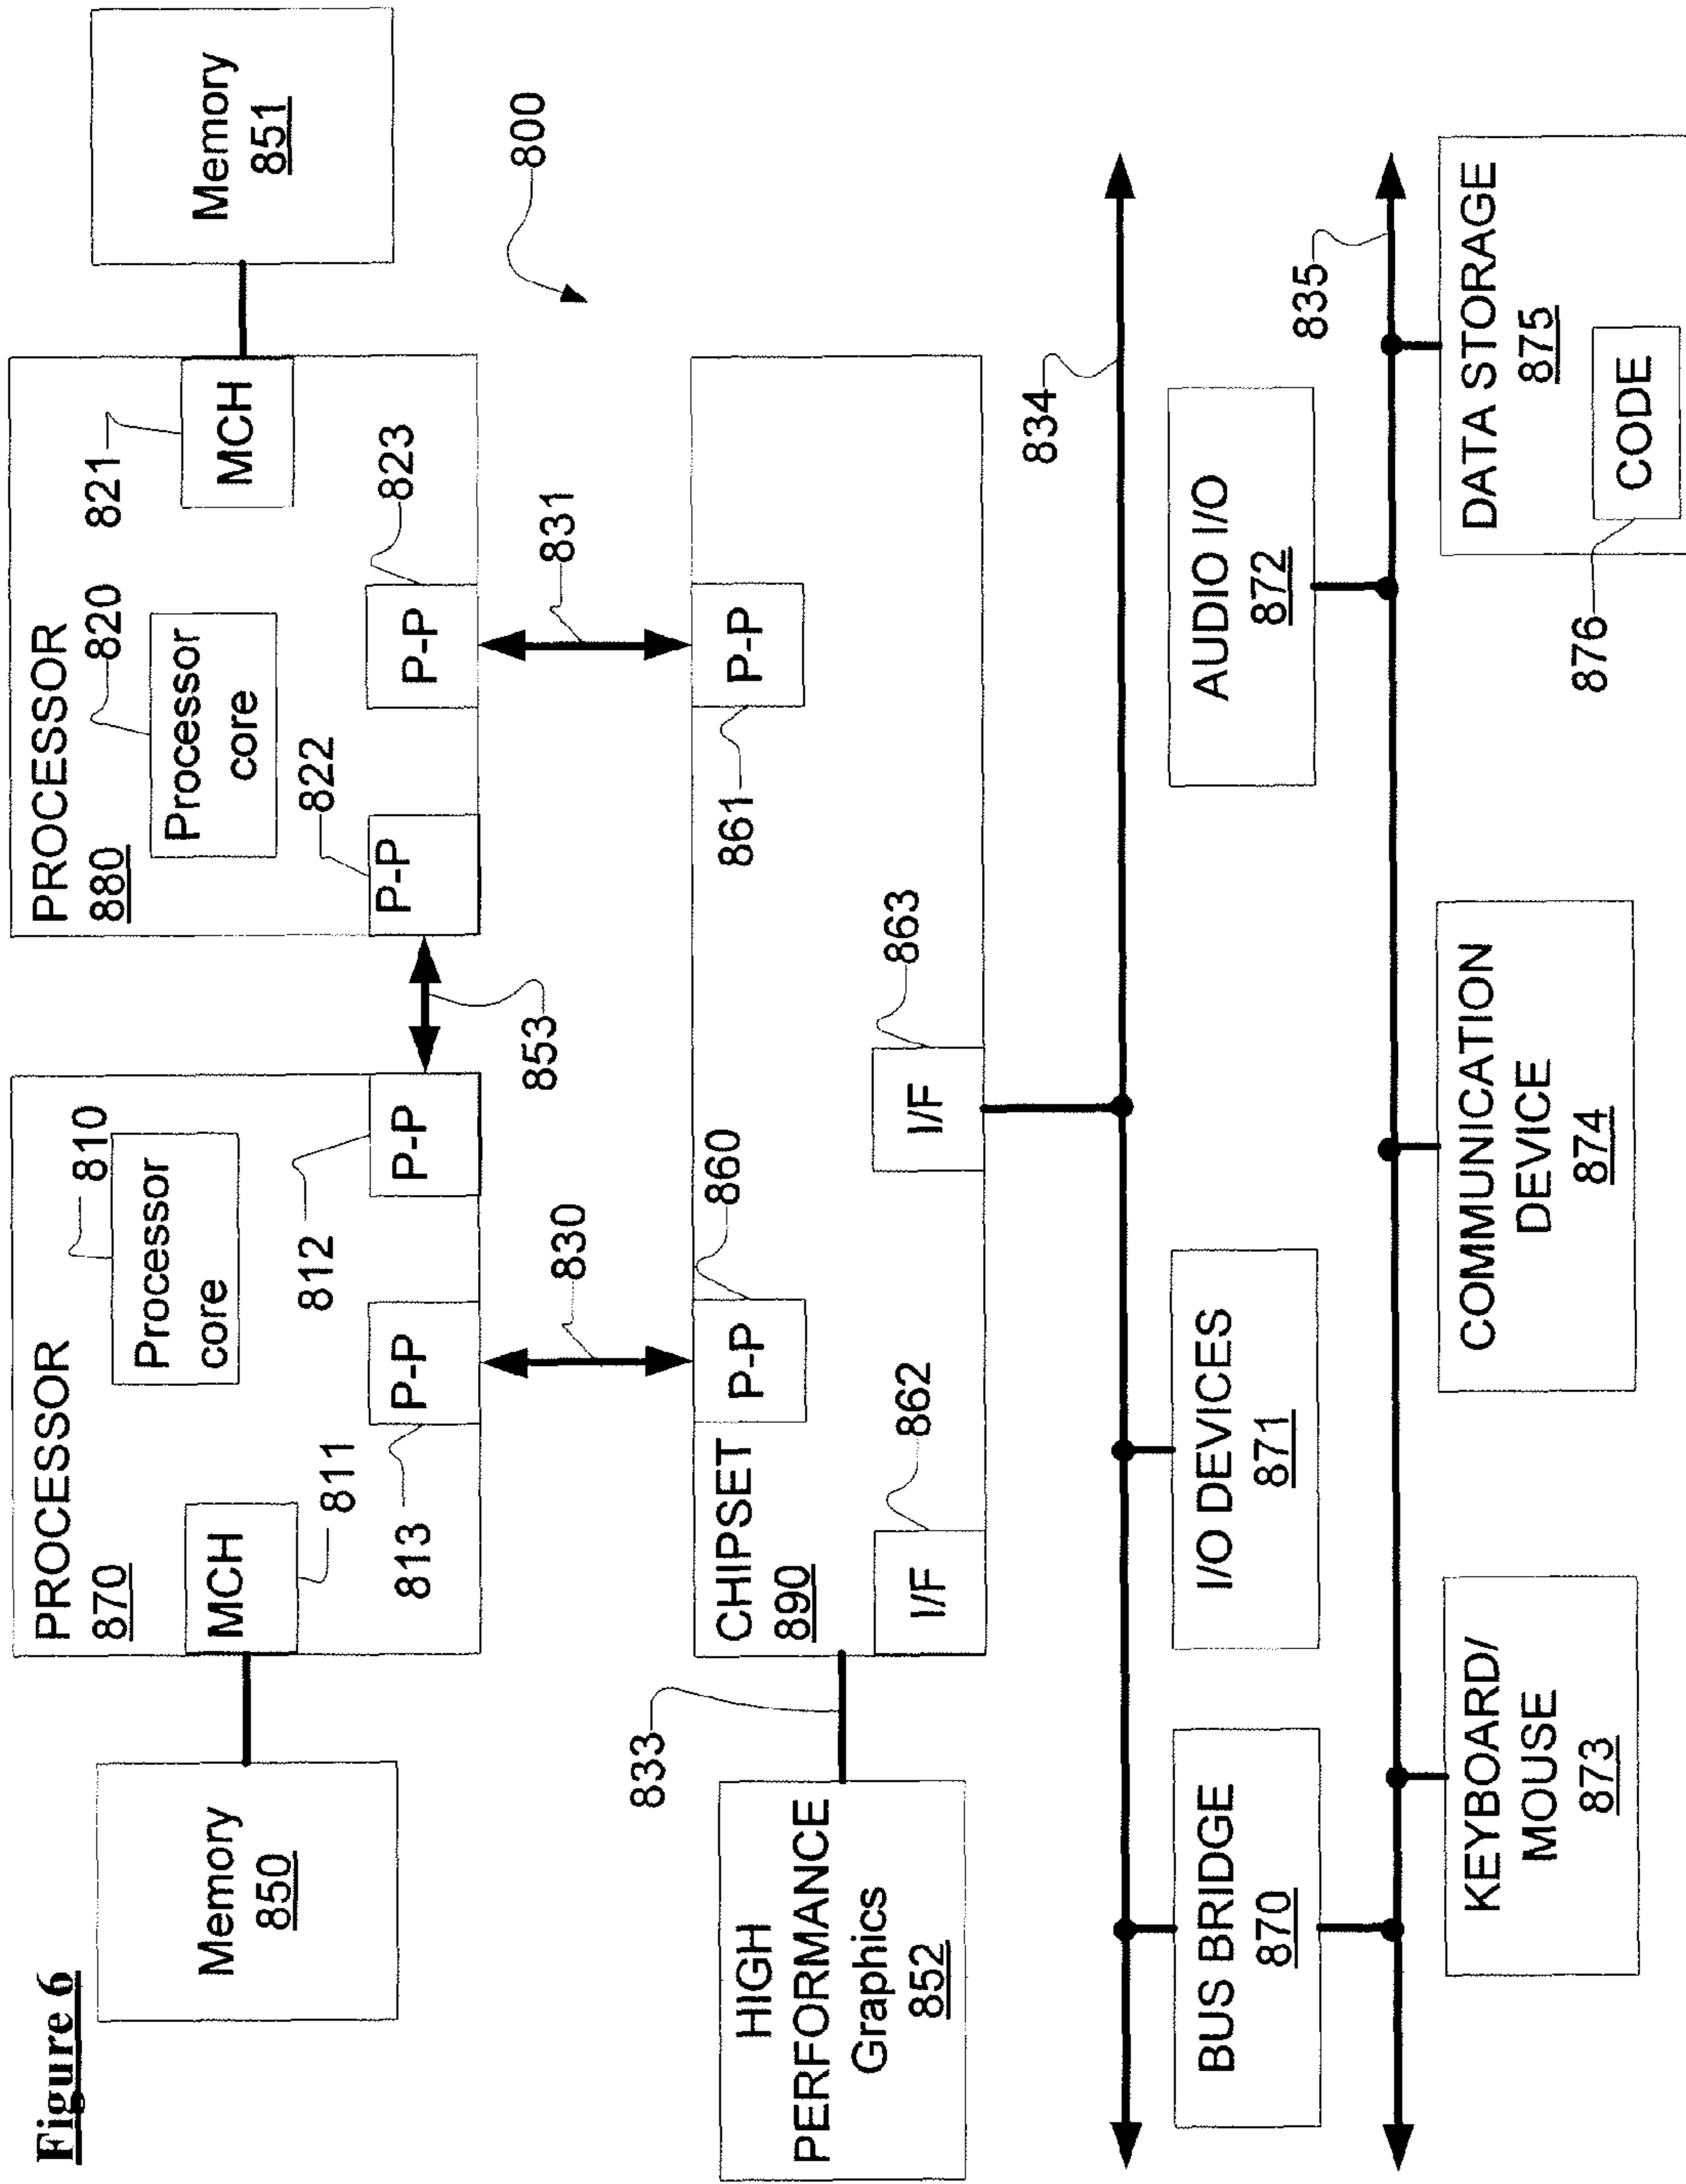 Figure 6
Memory
850
PROCESSOR
870
810
Processor
core
MCH
811
812
813
P-P
P-P
853
PROCESSOR
880
820
Processor
core
821
MCH
822
823
P-P
P-P
Memory
851
830
831
800
HIGH
PERFORMANCE
Graphics
852
833
CHIPSET
890
P-P
860
P-P
861
862
I/F
863
I/F
834
BUS BRIDGE
870
I/O DEVICES
871
AUDIO I/O
872
835
KEYBOARD/
MOUSE
873
COMMUNICATION
DEVICE
874
DATA STORAGE
875
CODE
876